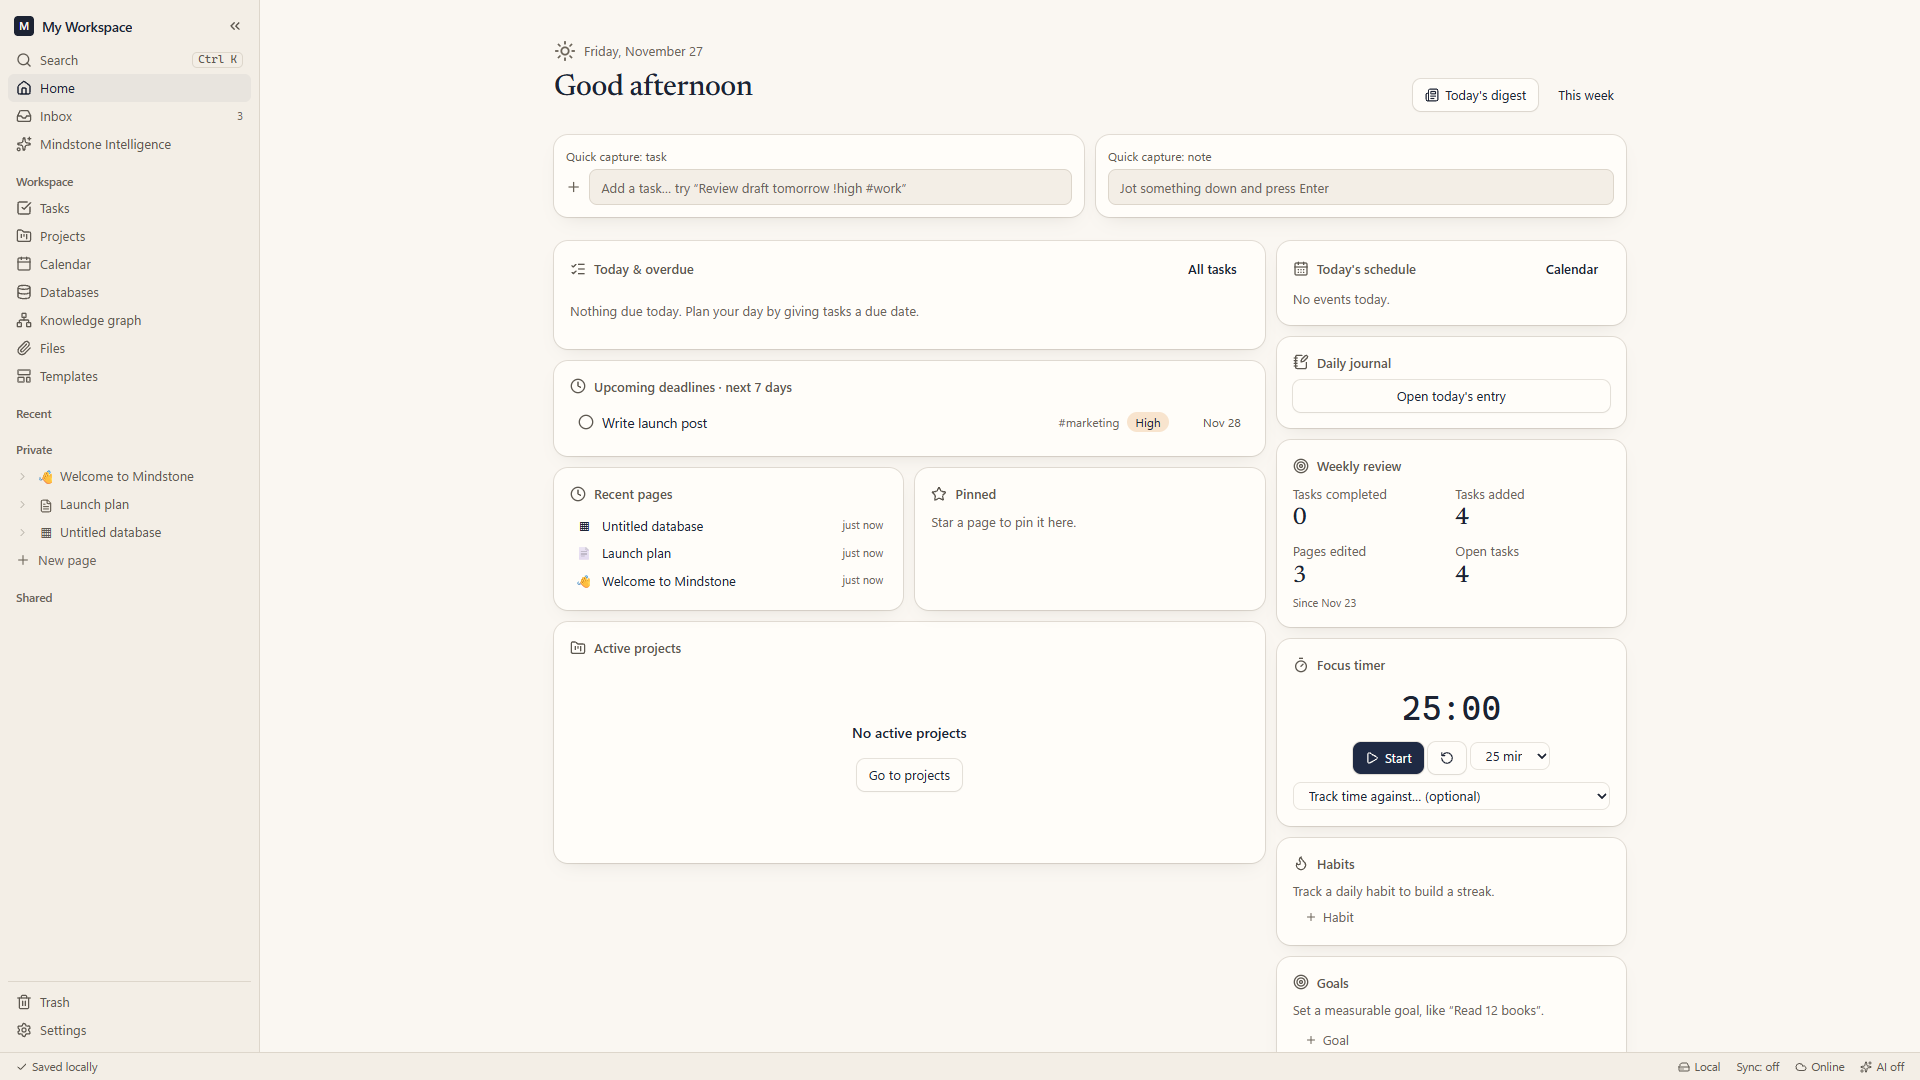 M My Workspace
Search Ctrl K
Home
Inbox 3
Mindstone Intelligence
Workspace
Tasks
Projects
Calendar
Databases
Knowledge graph
Files
Templates
Recent
Private
Welcome to Mindstone
Launch plan
Untitled database
New page
Shared
Trash
Settings
Friday, November 27
Good afternoon
Today's digest
This week
Quick capture: task
Add a task... try "Review draft tomorrow !high #work"
Quick capture: note
Jot something down and press Enter
Today & overdue All tasks
Nothing due today. Plan your day by giving tasks a due date.
Upcoming deadlines · next 7 days
Write launch post #marketing High Nov 28
Recent pages
Untitled database just now
Launch plan just now
Welcome to Mindstone just now
Pinned
Star a page to pin it here.
Active projects
No active projects
Go to projects
Today's schedule Calendar
No events today.
Daily journal
Open today's entry
Weekly review
Tasks completed Tasks added
0 4
Pages edited Open tasks
3 4
Since Nov 23
Focus timer
25:00
Start 25 min
Track time against... (optional)
Habits
Track a daily habit to build a streak.
+ Habit
Goals
Set a measurable goal, like “Read 12 books”.
+ Goal
Saved locally
Local Sync: off Online AI off